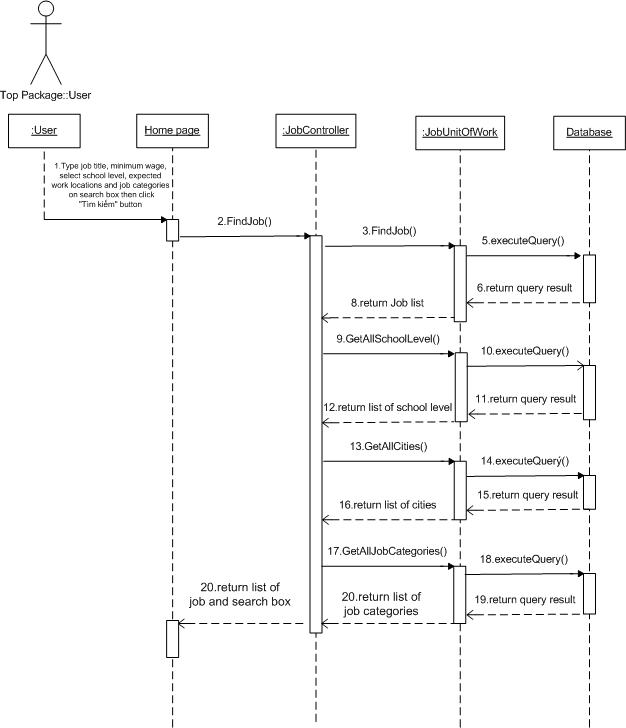 Top Package::User
:User
Home page
:JobController
:JobUnitOfWork
Database
1.Type job title, minimum wage,
select school level, expected
work locations and job categories
on search box then click
"Tìm kiếm" button
2.FindJob()
3.FindJob()
5.executeQuery()
6.return query result
8.return Job list
9.GetAllSchoolLevel()
10.executeQuery()
11.return query result
12.return list of school level
13.GetAllCities()
14.executeQuerý()
15.return query result
16.return list of cities
17.GetAllJobCategories()
18.executeQuery()
19.return query result
20.return list of
job categories
20.return list of
job and search box